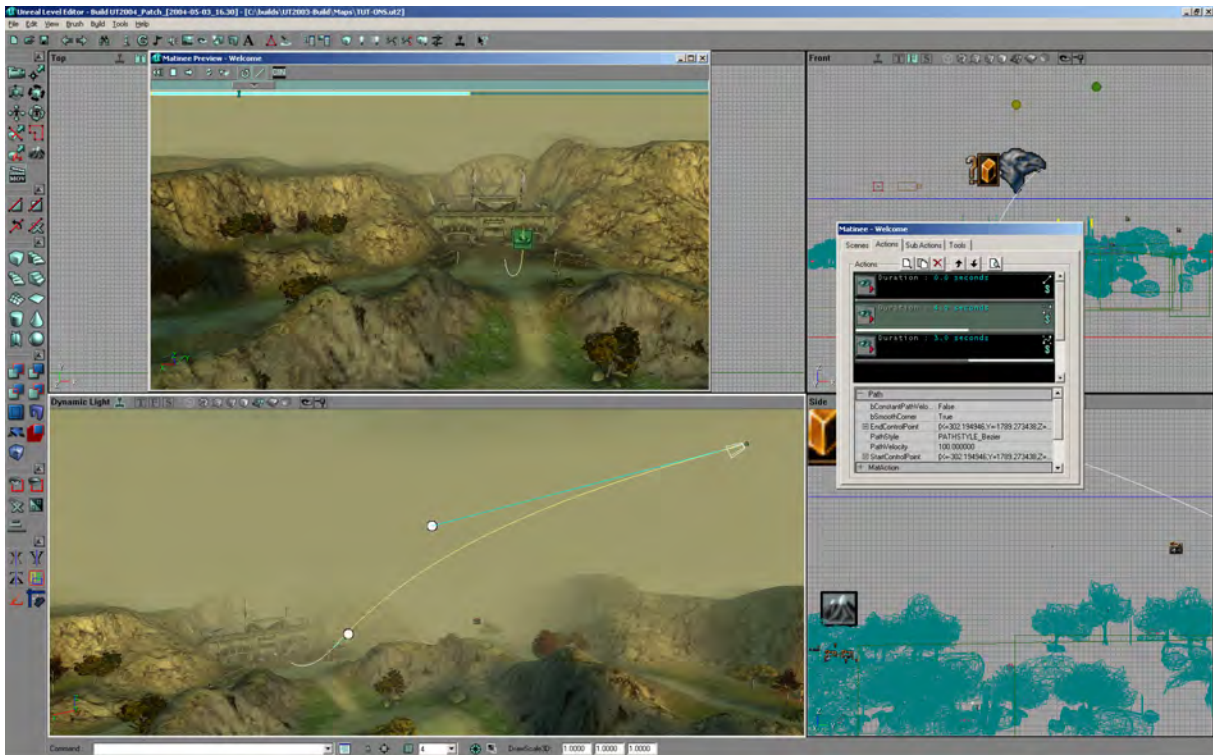 Unreal Level Editor - Build UT2004_Patch_[2004-05-03_16.30] - [C:\builds\UT2003-Build\Maps\TUT-ONS.ut2]
File Edit View Brush Build Tools Help
Top
Matinee Preview - Welcome
Front
MOV
Matinee - Welcome
Scenes Actions Sub Actions Tools
Actions
Duration : 0.0 seconds
Duration : 4.0 seconds
Duration : 3.0 seconds
Path
bConstantPathVelo... False
bSmoothCorner True
EndControlPoint (X=302.194946,Y=1789.273438,Z=...
PathStyle PATHSTYLE_Bezier
PathVelocity 100.000000
StartControlPoint (X=-302.194946,Y=-1789.273438,Z=...
MatAction
Dynamic Light
Side
Command: 4 DrawScale3D: 1.0000 1.0000 1.0000